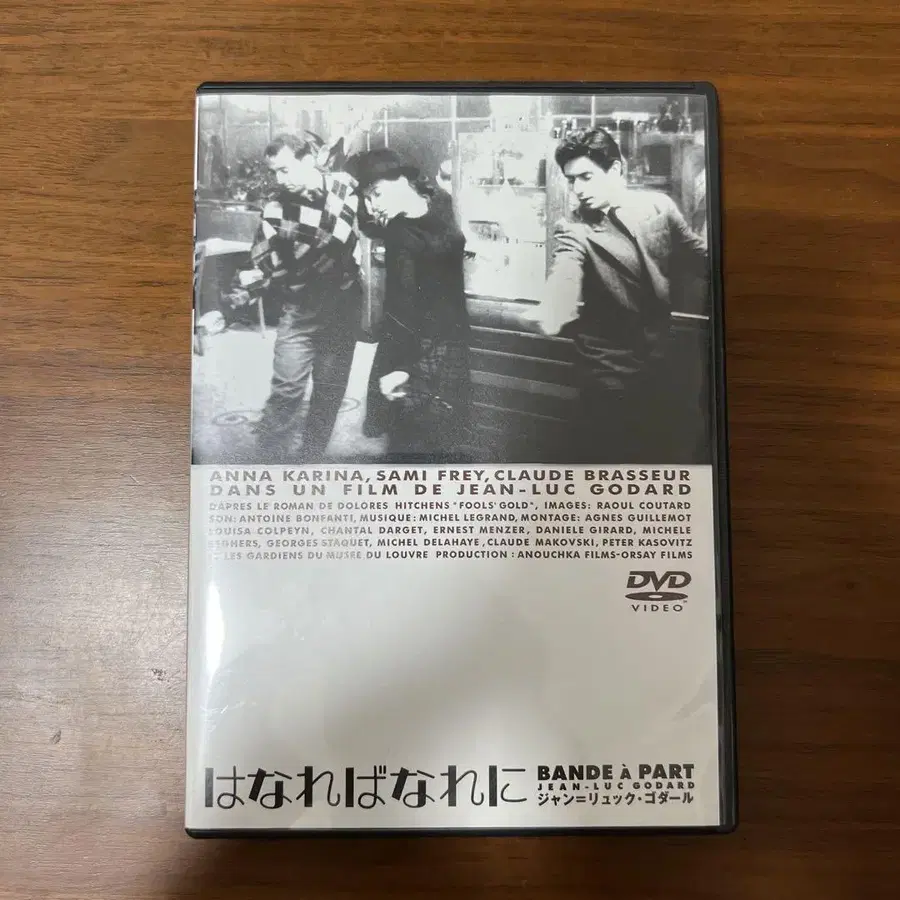 ANNA KARINA, SAMI FREY, CLAUDE BRASSEUR
DANS UN FILM DE JEAN-LUC GODARD
D'APRES LE ROMAN DE DOLORES HITCHENS "FOOLS' GOLD", IMAGES: RAOUL COUTARD
SON: ANTOINE BONFANTI, MUSIQUE: MICHEL LEGRAND, MONTAGE: AGNES GUILLEMOT
LOUISA COLPEYN, CHANTAL DARGET, ERNEST MENZER, DANIELE GIRARD, MICHELE
SEGHERS, GEORGES STAQUET, MICHEL DELAHAYE, CLAUDE MAKOVSKI, PETER KASOVITZ
LES GARDIENS DU MUSEE DU LOUVRE PRODUCTION: ANOUCHKA FILMS-ORSAY FILMS
DVD
VIDEO
はなればなれに
BANDE À PART
JEAN-LUC GODARD
ジャン=リュック・ゴダール